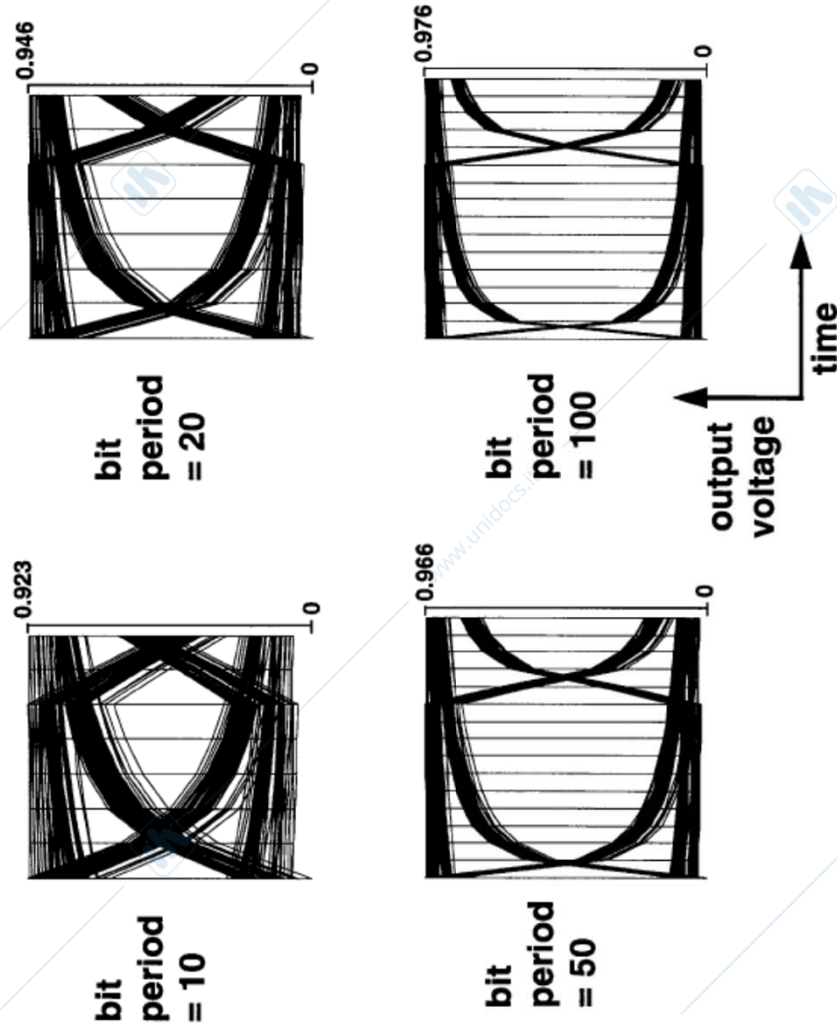 bit
period
= 10
0.923
0
bit
period
= 20
0.946
0
bit
period
= 50
0.966
0
bit
period
= 100
0.976
0
output
voltage
time